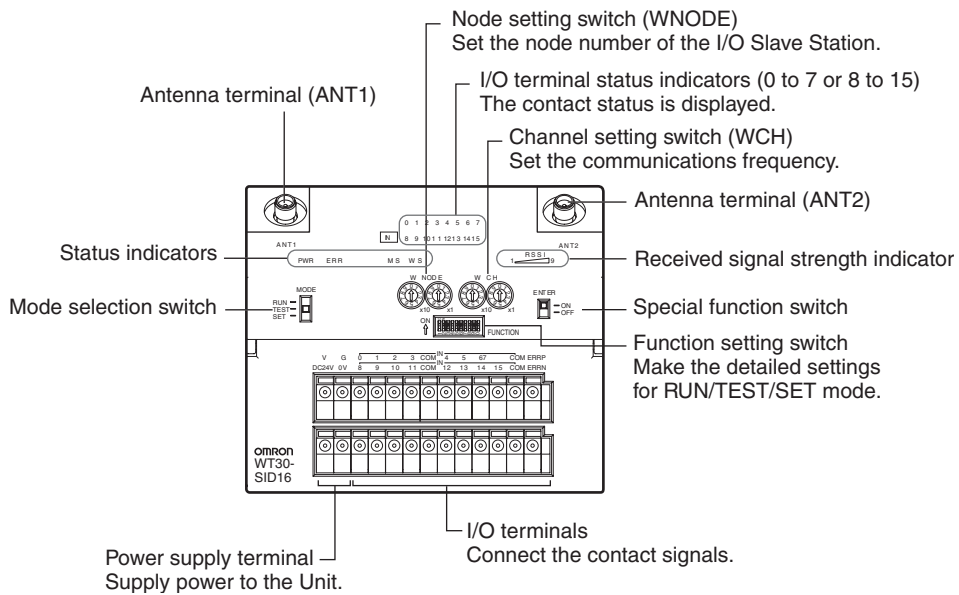 Node setting switch (WNODE)
Set the node number of the I/O Slave Station.
I/O terminal status indicators (0 to 7 or 8 to 15)
The contact status is displayed.
Antenna terminal (ANT1)
Channel setting switch (WCH)
Set the communications frequency.
Antenna terminal (ANT2)
0 1 2 3 4 5 6 7
IN
8 9 10 11 12 13 14 15
Status indicators
ANT1
PWR ERR MS WS
ANT2
RSSI
1 9
Received signal strength indicator
Mode selection switch
MODE
RUN
TEST
SET
W NODE
x10 x1
W CH
x10 x1
ENTER
ON
OFF
Special function switch
ON
FUNCTION
Function setting switch
Make the detailed settings
for RUN/TEST/SET mode.
IN
V G 0 1 2 3 COM 4 5 67 COM ERRP
IN
DC24V 0V 8 9 10 11 COM 12 13 14 15 COM ERRN
OMRON
WT30-
SID16
I/O terminals
Connect the contact signals.
Power supply terminal
Supply power to the Unit.